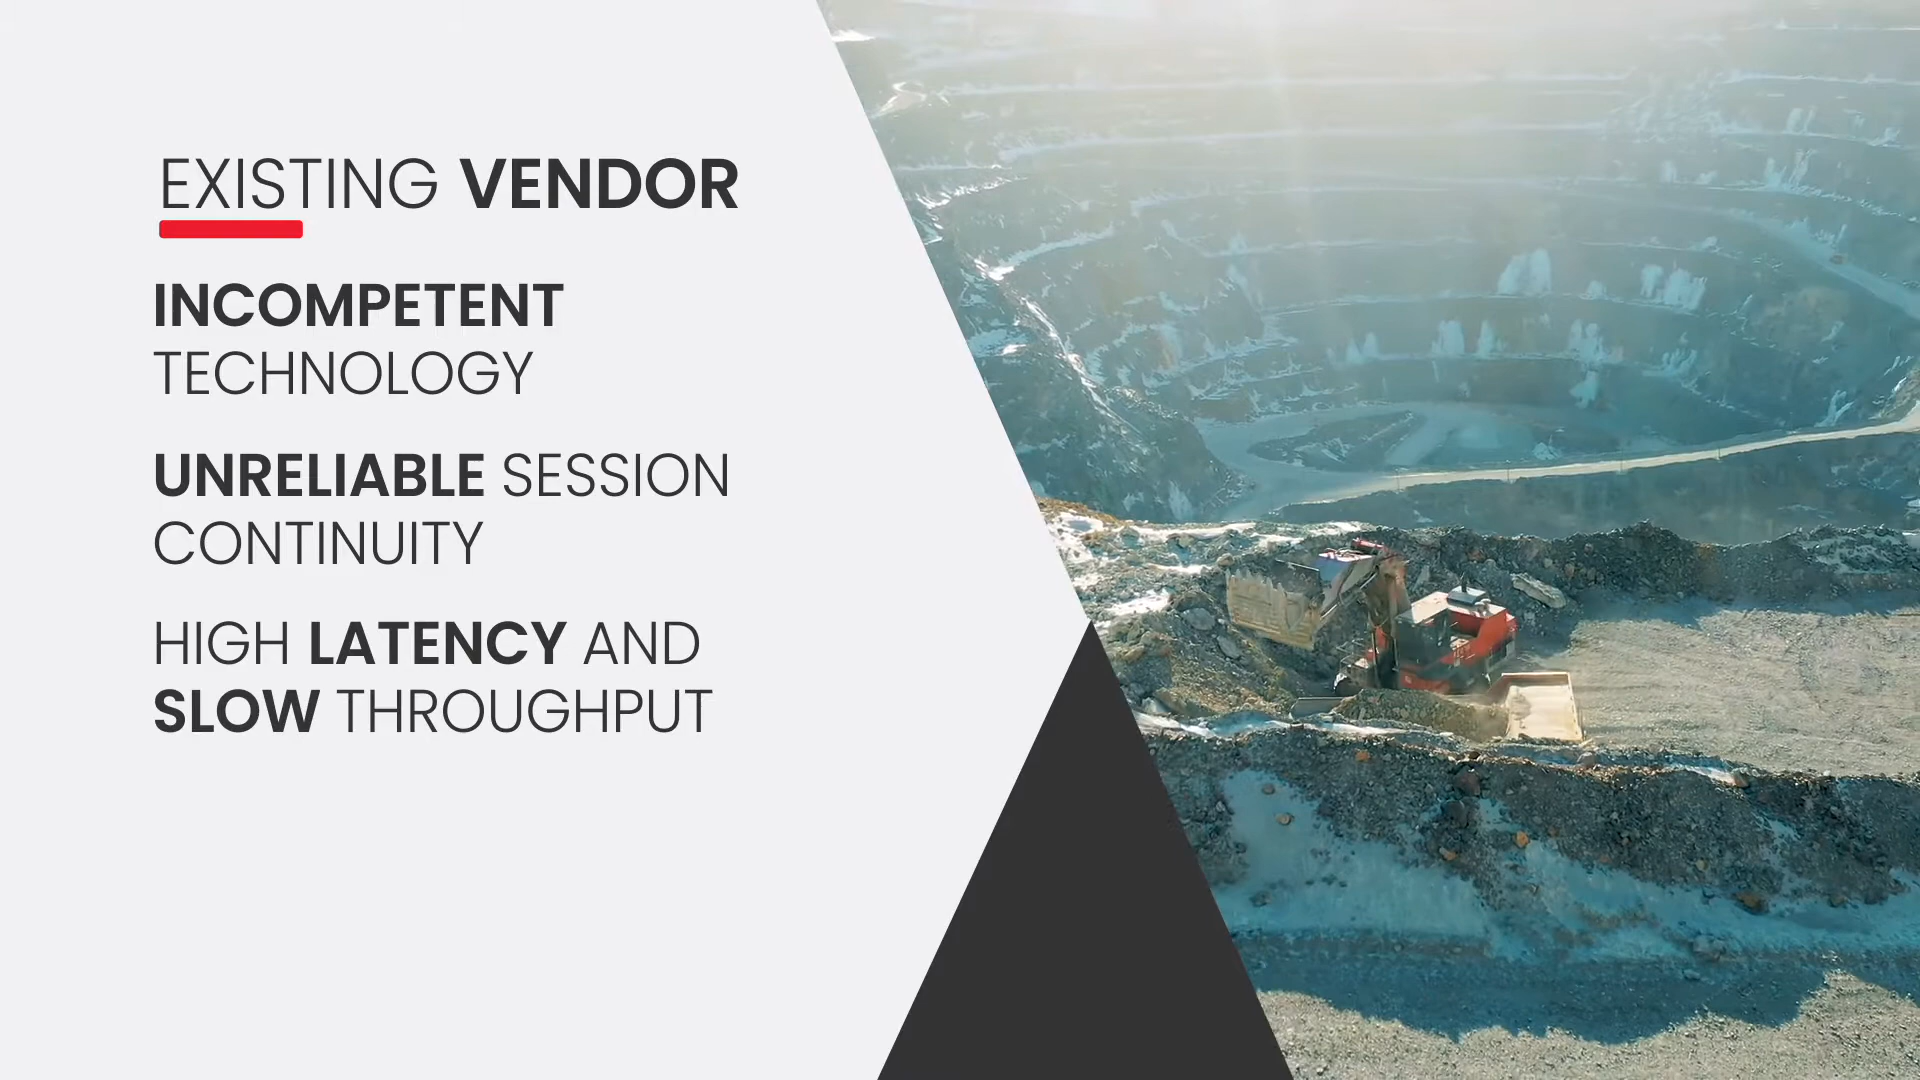 EXISTING VENDOR
INCOMPETENT
TECHNOLOGY
UNRELIABLE SESSION
CONTINUITY
HIGH LATENCY AND
SLOW THROUGHPUT